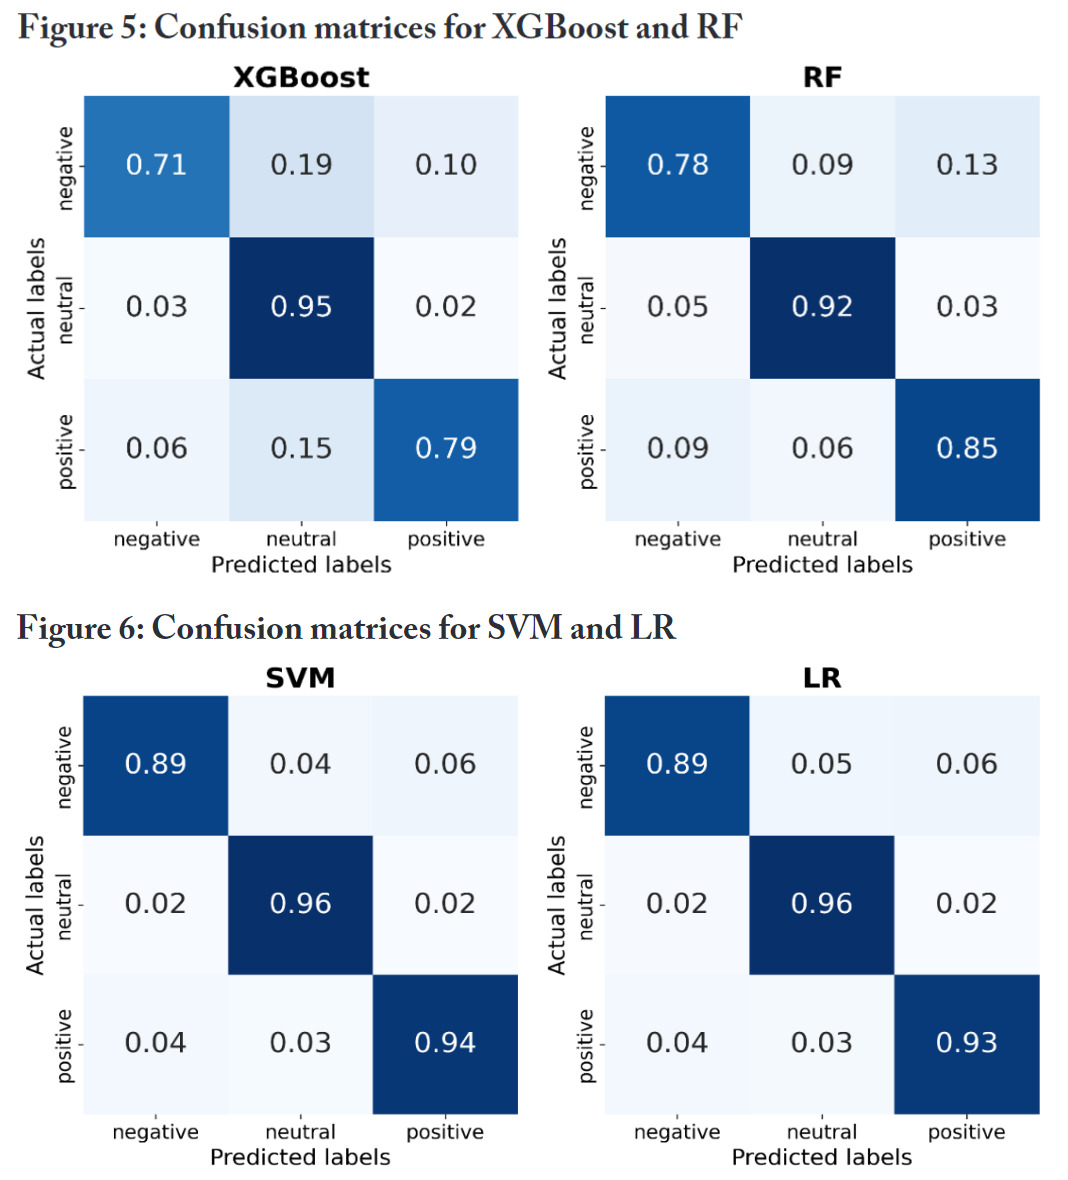 Figure 5: Confusion matrices for XGBoost and RF
XGBoost
Actual labels
negative
0.71 0.19 0.10
neutral
0.03 0.95 0.02
positive
0.06 0.15 0.79
negative neutral positive
Predicted labels
RF
Actual labels
negative
0.78 0.09 0.13
neutral
0.05 0.92 0.03
positive
0.09 0.06 0.85
negative neutral positive
Predicted labels
Figure 6: Confusion matrices for SVM and LR
SVM
Actual labels
negative
0.89 0.04 0.06
neutral
0.02 0.96 0.02
positive
0.04 0.03 0.94
negative neutral positive
Predicted labels
LR
Actual labels
negative
0.89 0.05 0.06
neutral
0.02 0.96 0.02
positive
0.04 0.03 0.93
negative neutral positive
Predicted labels